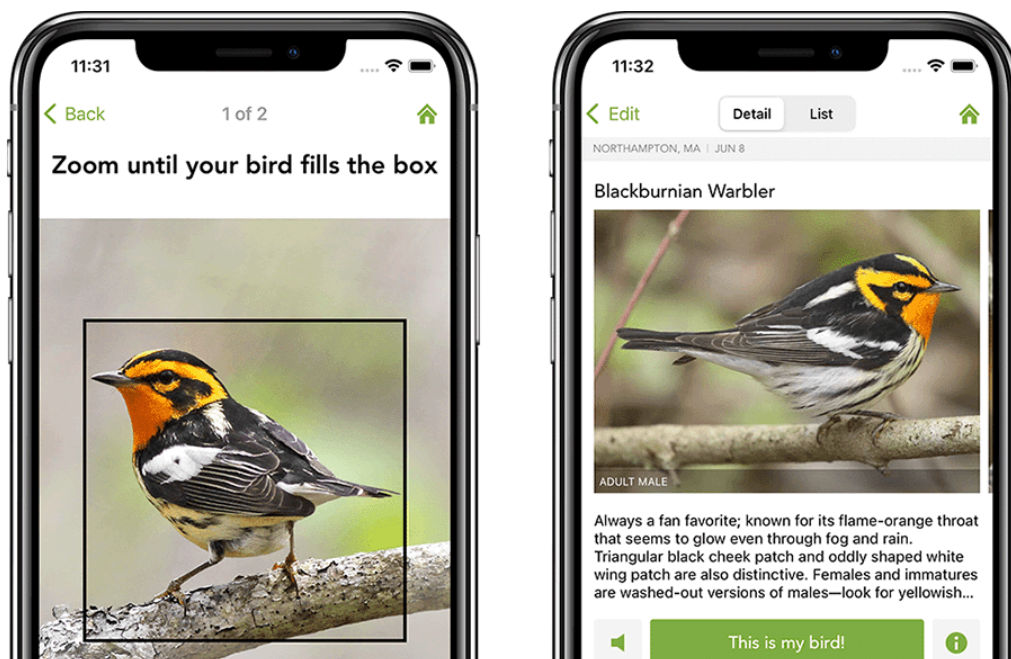 11:31
Back
1 of 2
Zoom until your bird fills the box
11:32
Edit
Detail
List
NORTHAMPTON, MA | JUN 8
Blackburnian Warbler
ADULT MALE
Always a fan favorite; known for its flame-orange throat
that seems to glow even through fog and rain.
Triangular black cheek patch and oddly shaped white
wing patch are also distinctive. Females and immatures
are washed-out versions of males—look for yellowish...
This is my bird!